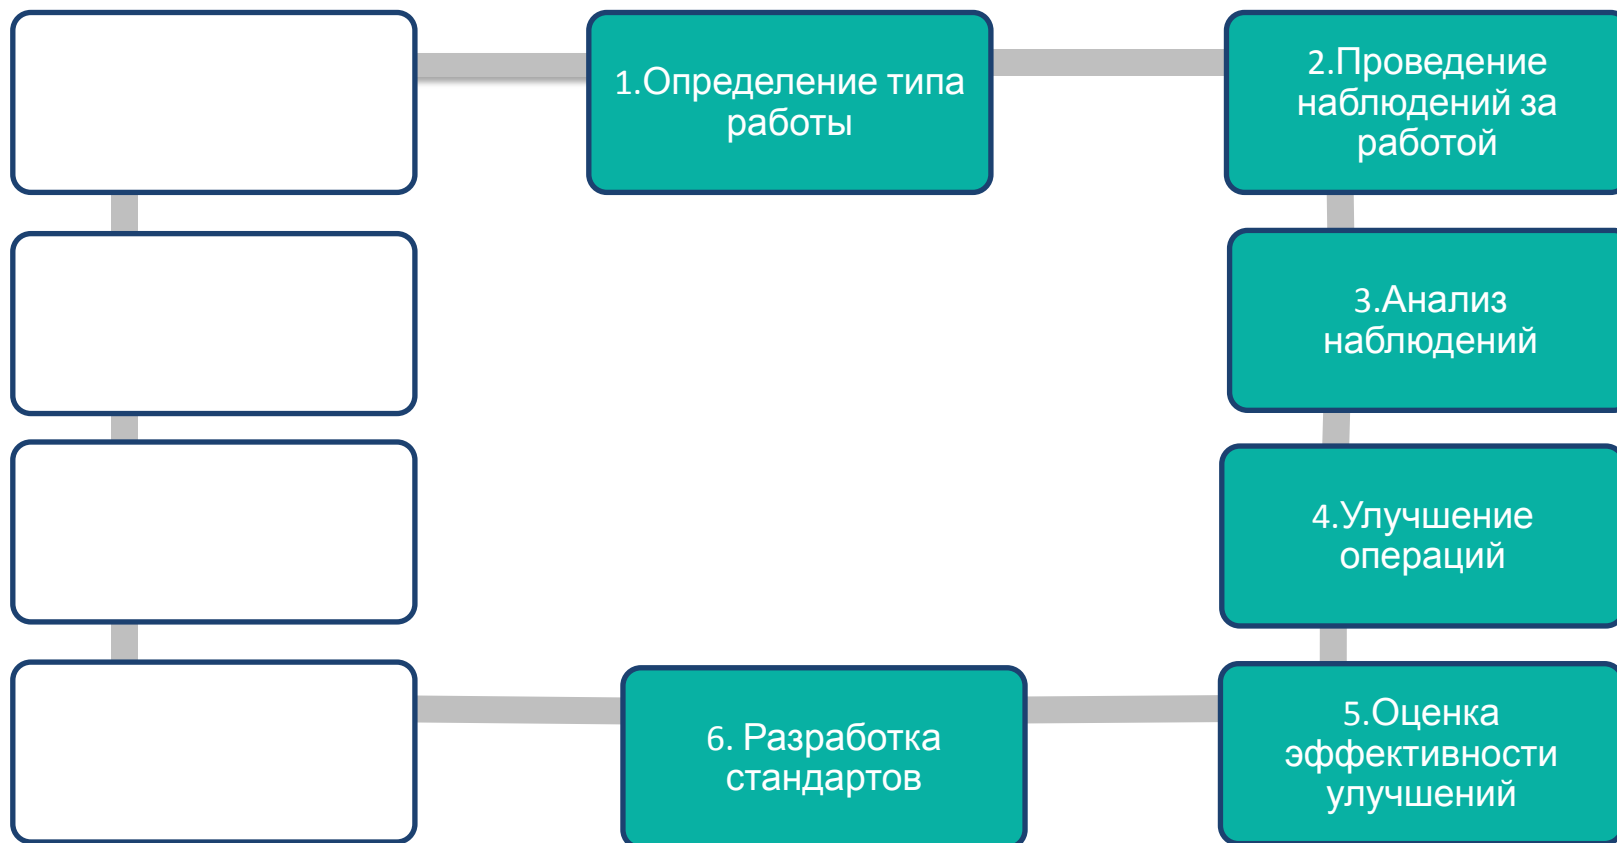 1.Определение типа
работы
2.Проведение
наблюдений за
работой
3.Анализ
наблюдений
4.Улучшение
операций
5.Оценка
эффективности
улучшений
6. Разработка
стандартов